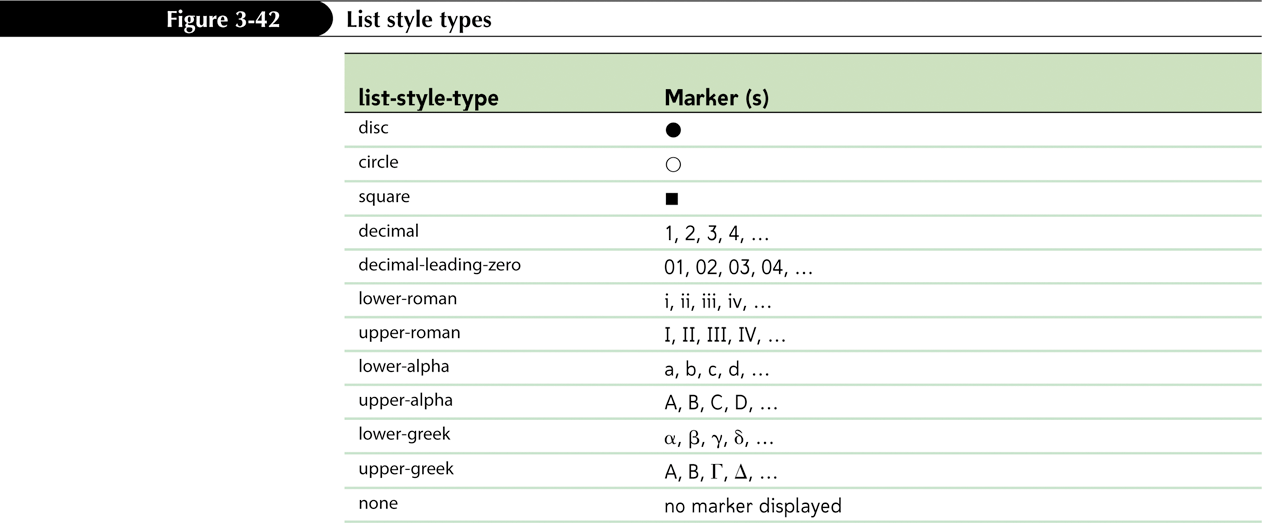 Figure 3-42 List style types
list-style-type Marker (s)
disc ●
circle ○
square ■
decimal 1, 2, 3, 4, …
decimal-leading-zero 01, 02, 03, 04, …
lower-roman i, ii, iii, iv, …
upper-roman I, II, III, IV, …
lower-alpha a, b, c, d, …
upper-alpha A, B, C, D, …
lower-greek α, β, γ, δ, …
upper-greek Α, Β, Γ, Δ, …
none no marker displayed